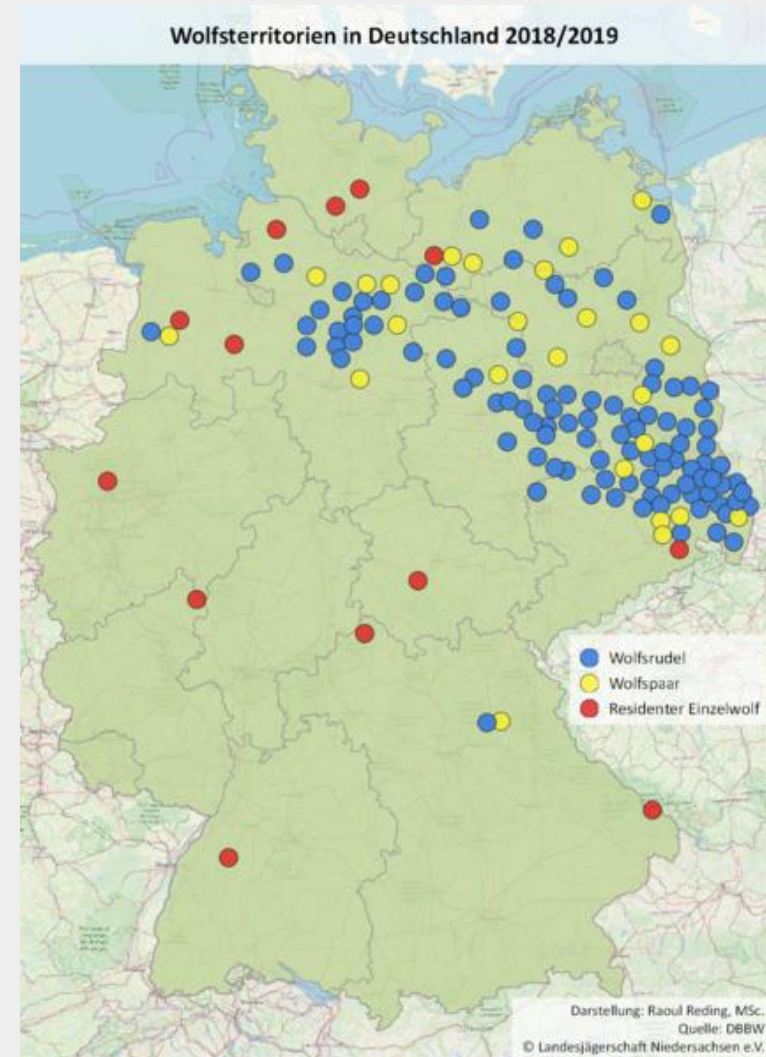 Wolfsterritorien in Deutschland 2018/2019
Wolfsrudel
Wolfspaar
Residenter Einzelwolf
Darstellung: Raoul Reding, MSc.
Quelle: DBBW
© Landesjägerschaft Niedersachsen e.V.